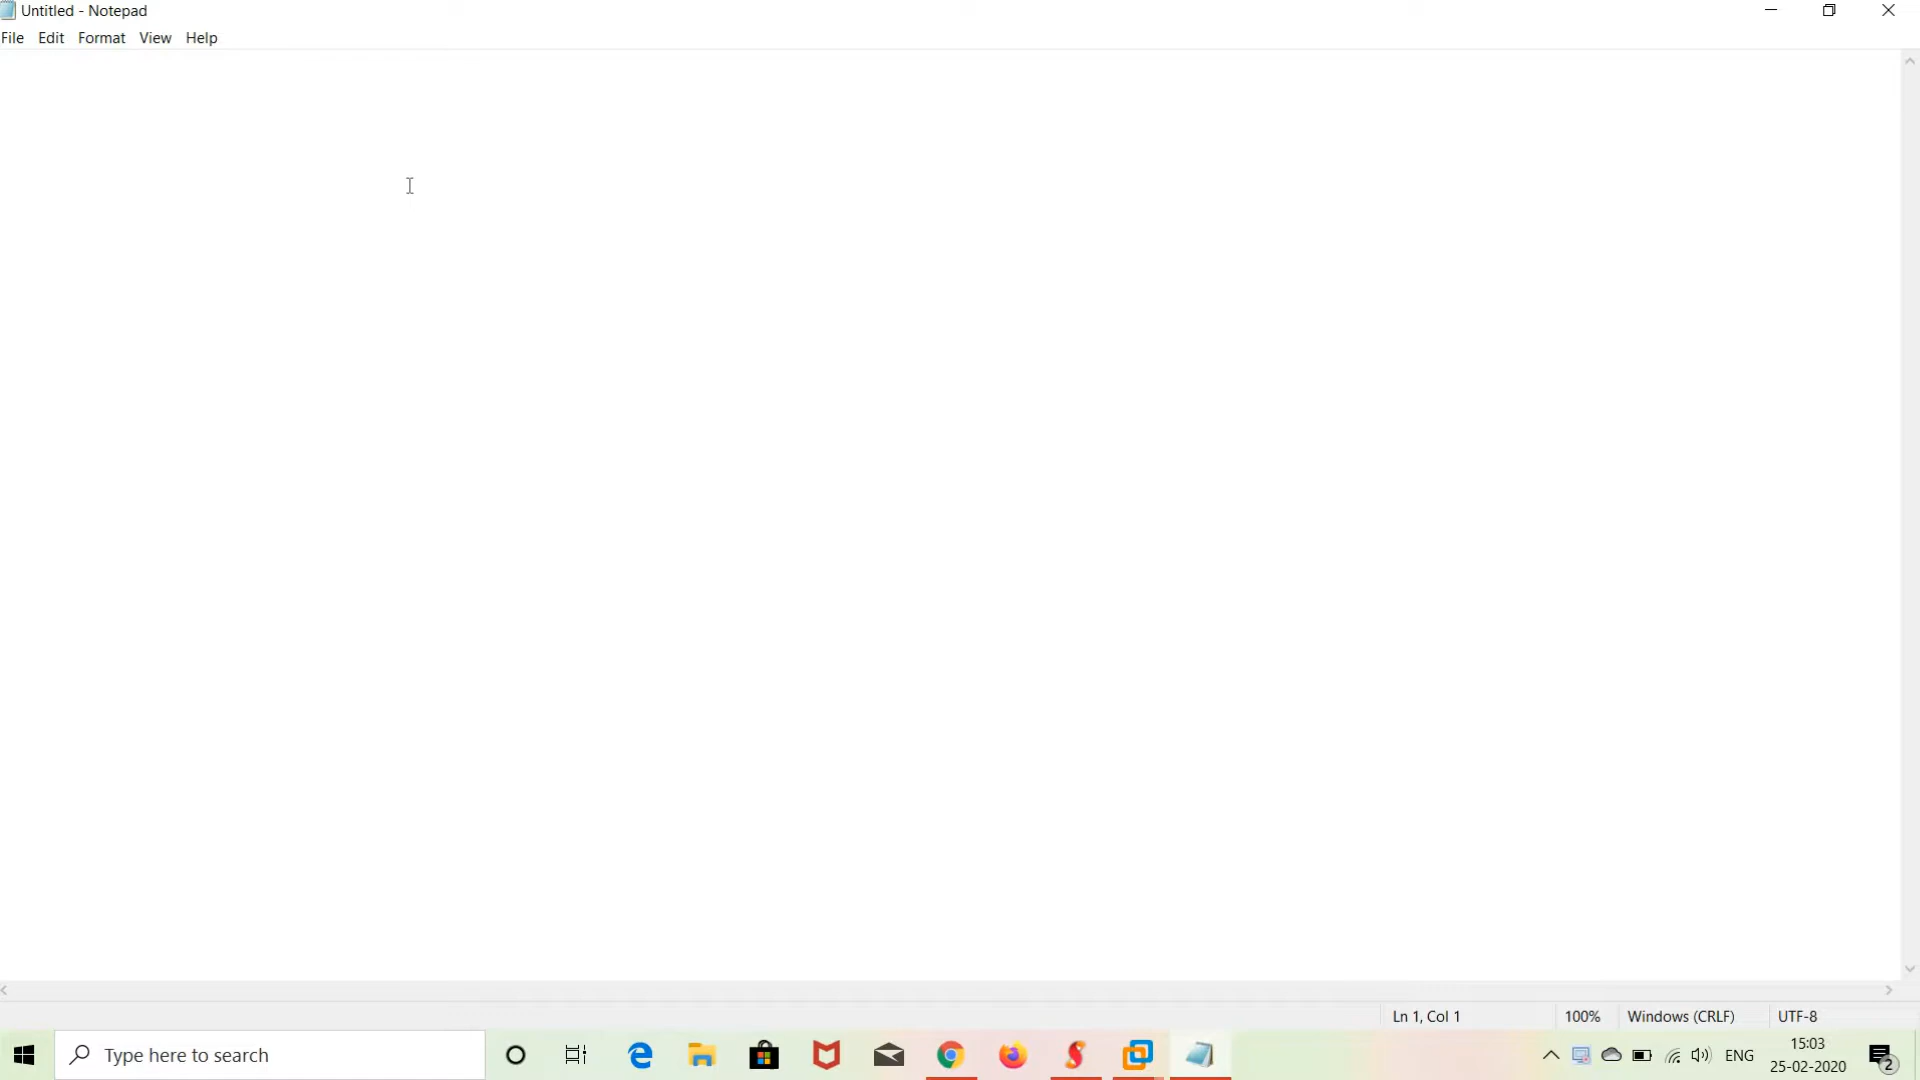 Untitled - Notepad
File Edit Format View Help
Ln 1, Col 1 100% Windows (CRLF) UTF-8
Type here to search
ENG
15:03
25-02-2020
2